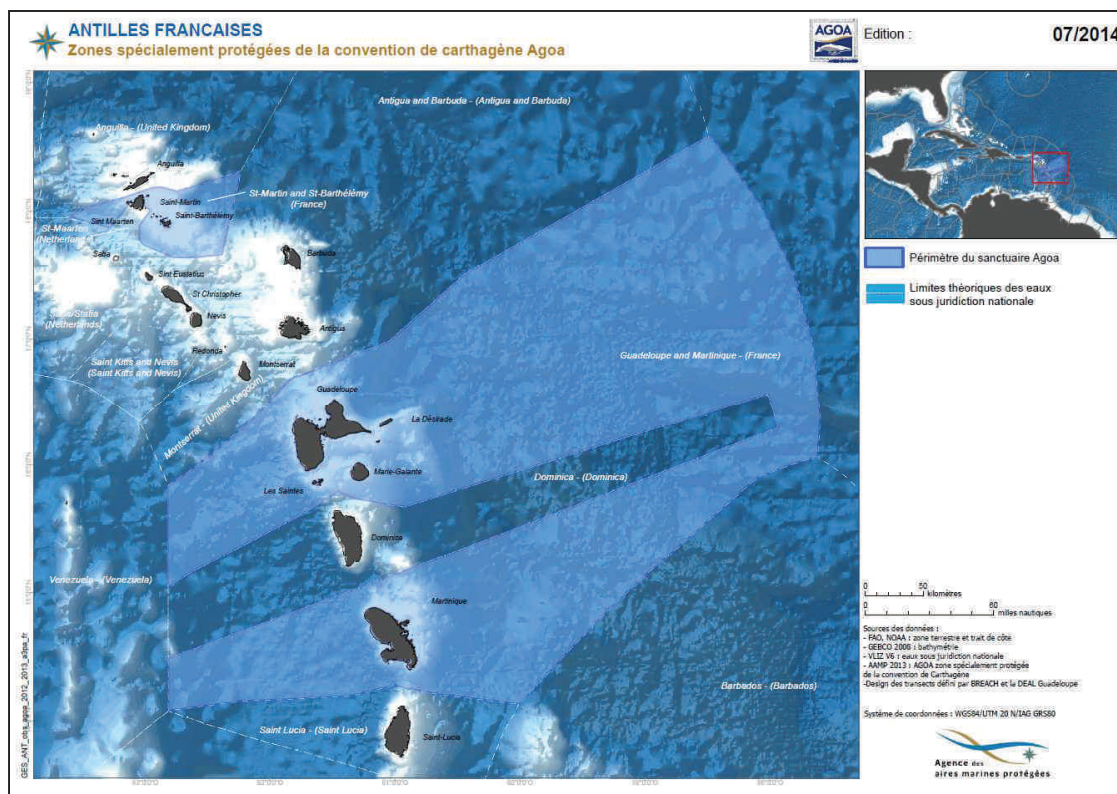 ANTILLES FRANCAISES
Zones spécialement protégées de la convention de carthagène Agoa
AGOA
Edition :
07/2014
Antigua and Barbuda - (Antigua and Barbuda)
Anguilla - (United Kingdom)
Anguilla
St-Martin and St-Barthélémy
(France)
Saint-Martin
Saint-Barthélémy
Sint Maarten
St-Maarten
(Netherland
Saba
Barbuda
Sint Eustatius
St Christopher
Nevis
(Netherlands)
Antigua
Redonda
Saint Kitts and Nevis
(Saint Kitts and Nevis)
Montserrat
Montserrat - (United Kingdom)
Guadeloupe and Martinique - (France)
Guadeloupe
La Désirade
Marie-Galante
Les Saintes
Dominica - (Dominica)
Dominica
Venezuela - (Venezuela)
Martinique
Barbados - (Barbados)
Saint Lucia - (Saint Lucia)
Saint-Lucia
GES_ANT_obs_agoa_2012_2013_a3pa_fr
Périmètre du sanctuaire Agoa
Limites théoriques des eaux
sous juridiction nationale
0 50
kilomètres
0 60
milles nautiques
Sources des données :
- FAO, NOAA : zone terrestre et trait de côte
- GEBCO 2008 : bathymétrie
- VLIZ V6 : eaux sous juridiction nationale
- AAMP 2013 : AGOA zone spécialement protégée
de la convention de Carthagène
-Design des transects défini par BREACH et la DEAL Guadeloupe
Système de coordonnées : WGS84/UTM 20 N/IAG GRS80
Agence des
aires marines protégées